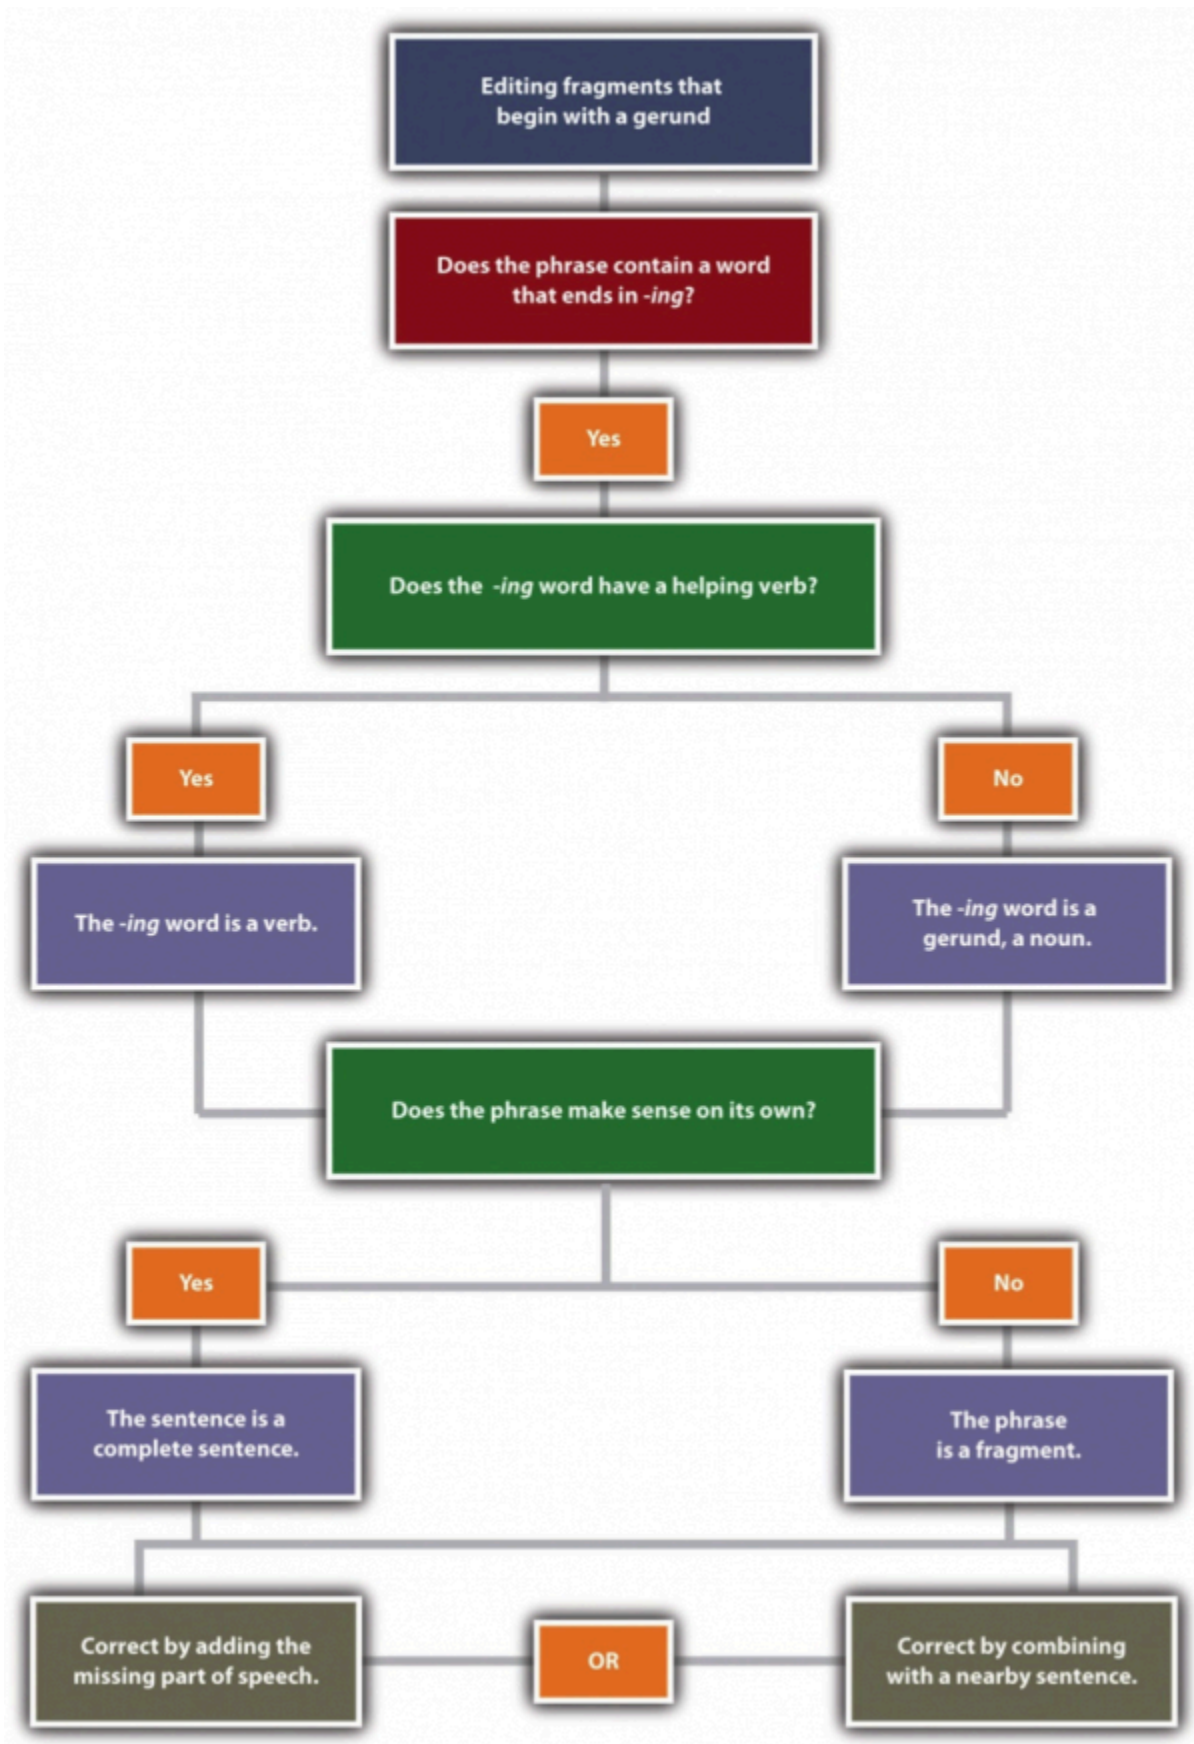 Editing fragments that
begin with a gerund
Does the phrase contain a word
that ends in -ing?
Yes
Does the -ing word have a helping verb?
Yes
No
The -ing word is a verb.
The -ing word is a
gerund, a noun.
Does the phrase make sense on its own?
Yes
No
The sentence is a
complete sentence.
The phrase
is a fragment.
Correct by adding the
missing part of speech.
OR
Correct by combining
with a nearby sentence.